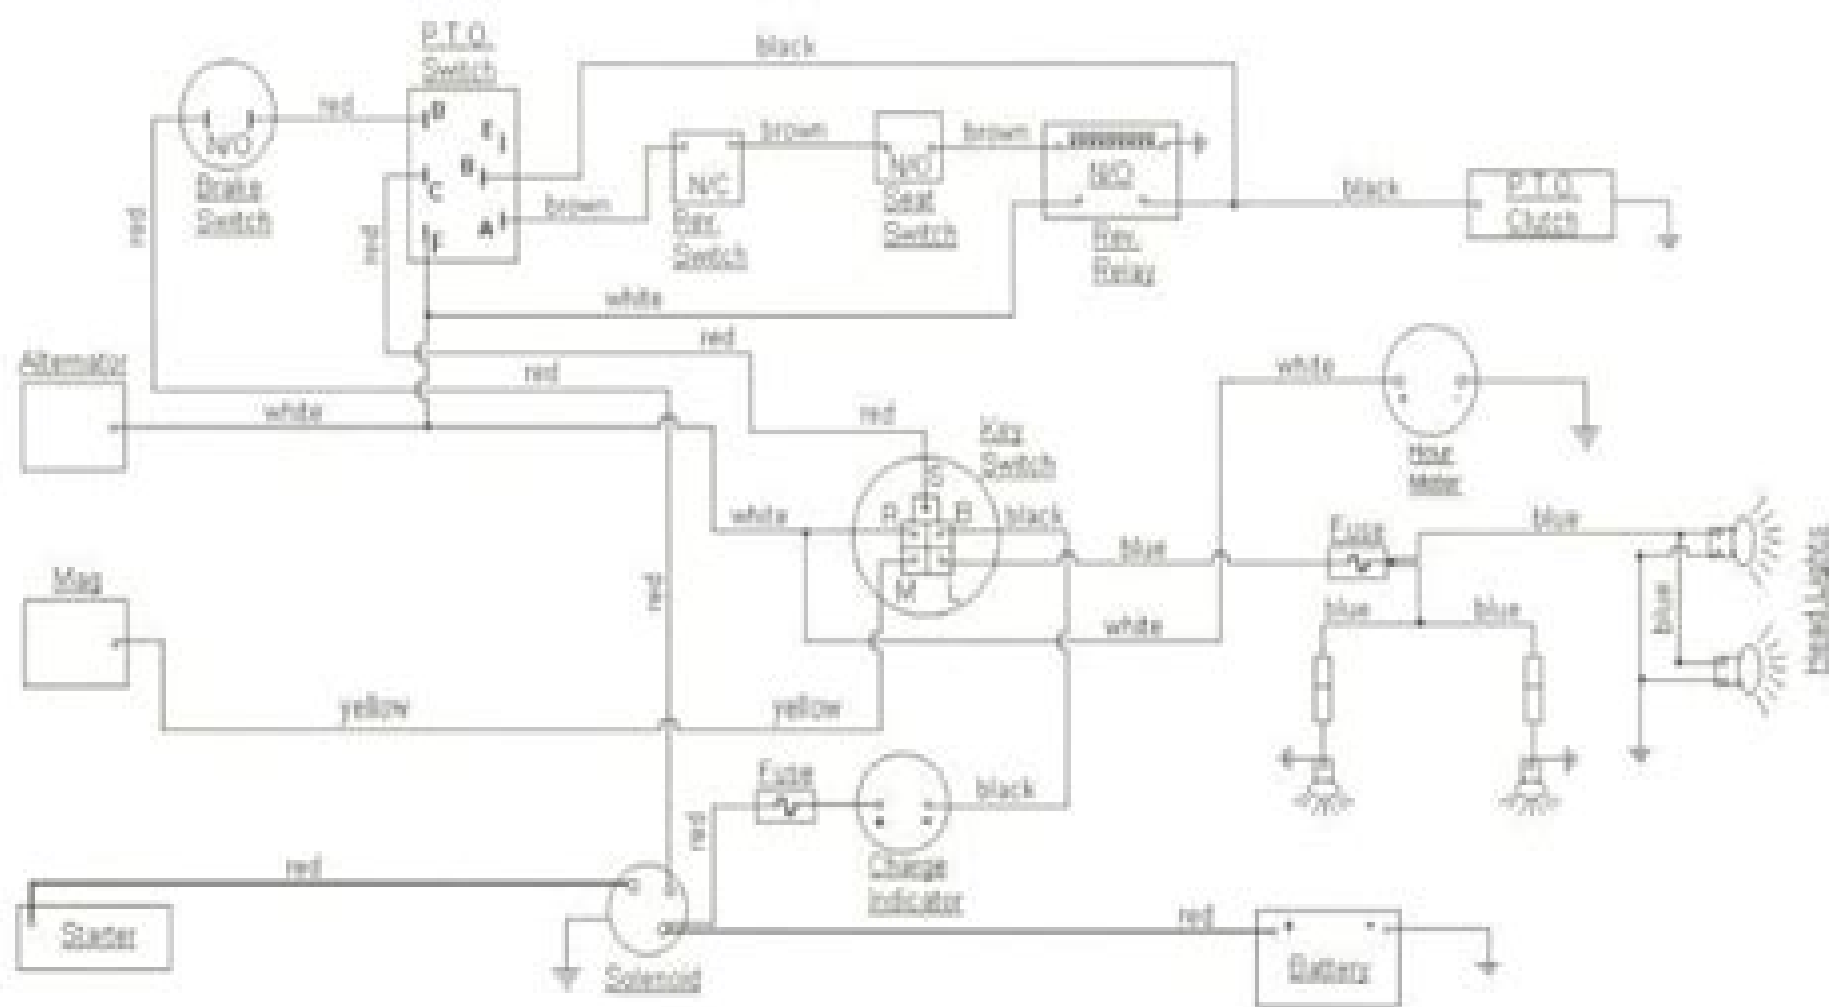 P.T.O.
Switch
black
red
D
E
B
C
A
F
N/O
Brake
Switch
red
red
brown
N/C
Rev.
Switch
brown
N/O
Seat
Switch
brown
N/O
Rev.
Relay
black
P.T.O.
Clutch
white
red
red
Alternator
white
red
Key
Switch
white
Hour
Meter
S
R
B
M
L
white
black
blue
Fuse
blue
Head Lights
blue
blue
blue
white
Mag
red
yellow
yellow
Fuse
black
red
Charge
Indicator
red
Starter
Solenoid
red
Battery